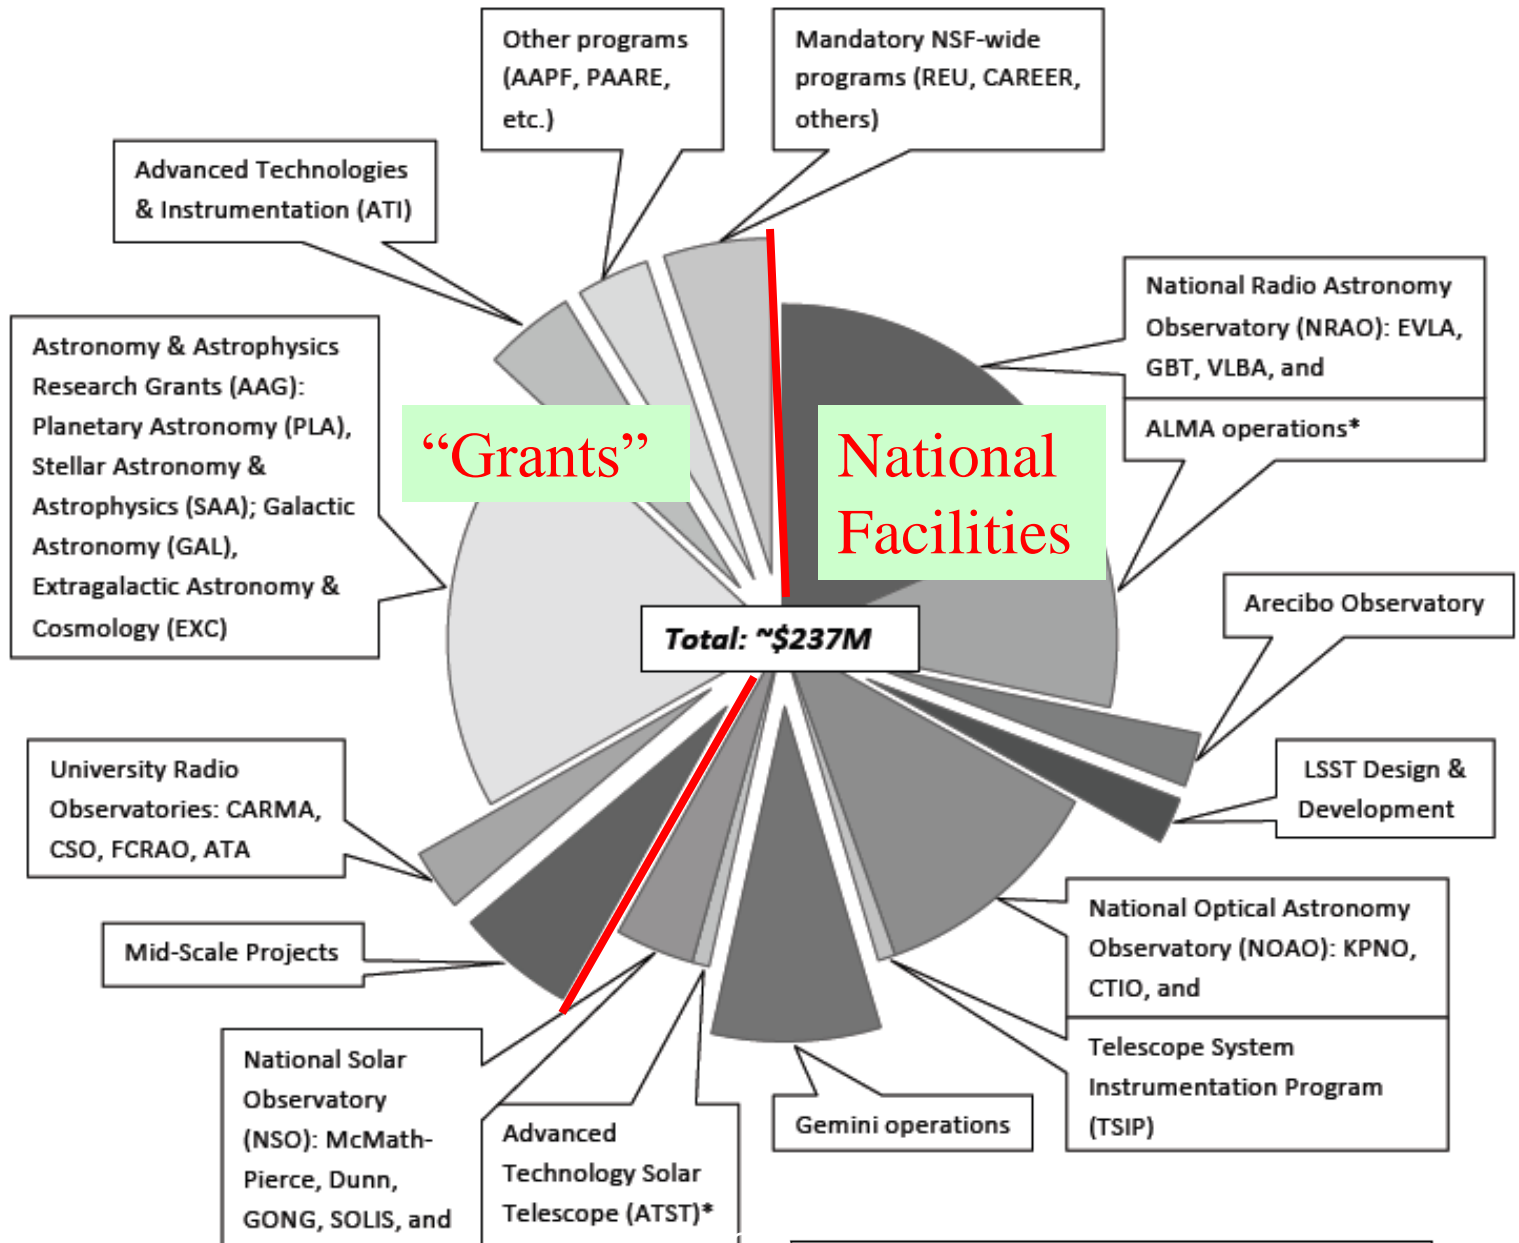 Other programs
(AAPF, PAARE,
etc.)
Mandatory NSF-wide
programs (REU, CAREER,
others)
Advanced Technologies
& Instrumentation (ATI)
National Radio Astronomy
Observatory (NRAO): EVLA,
GBT, VLBA, and
ALMA operations*
Astronomy & Astrophysics
Research Grants (AAG):
Planetary Astronomy (PLA),
Stellar Astronomy &
Astrophysics (SAA); Galactic
Astronomy (GAL),
Extragalactic Astronomy &
Cosmology (EXC)
“Grants”
National
Facilities
Total: ~$237M
Arecibo Observatory
LSST Design &
Development
University Radio
Observatories: CARMA,
CSO, FCRAO, ATA
National Optical Astronomy
Observatory (NOAO): KPNO,
CTIO, and
Telescope System
Instrumentation Program
(TSIP)
Mid-Scale Projects
Gemini operations
National Solar
Observatory
(NSO): McMath-
Pierce, Dunn,
GONG, SOLIS, and
Advanced
Technology Solar
Telescope (ATST)*